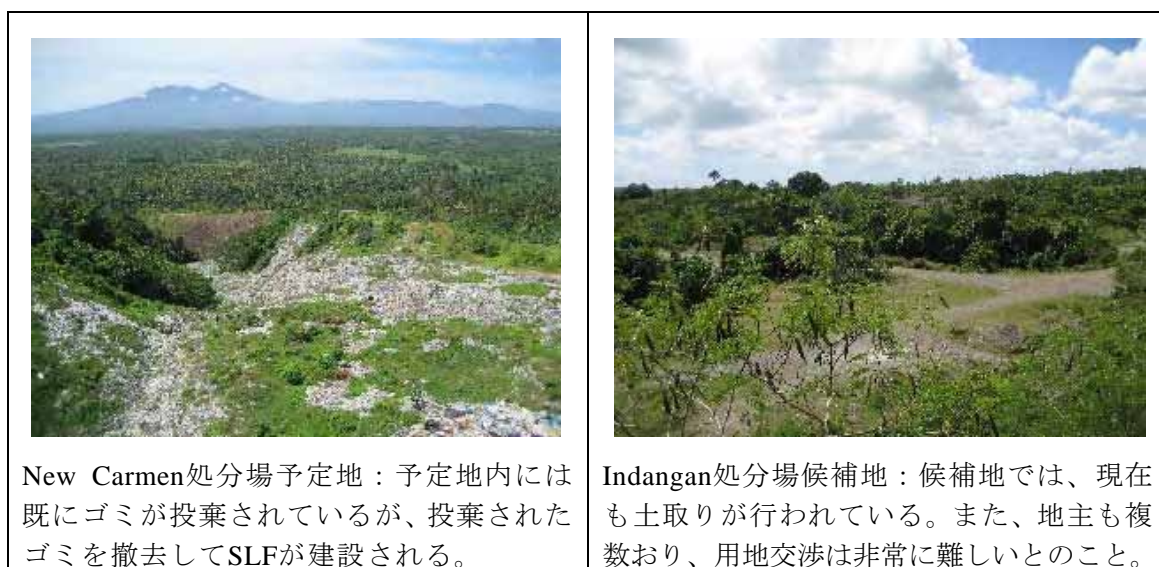 New Carmen処分場予定地：予定地内には
既にゴミが投棄されているが、投棄された
ゴミを撤去してSLFが建設される。
Indangan処分場候補地：候補地では、現在
も土取りが行われている。また、地主も複
数おり、用地交渉は非常に難しいとのこと。